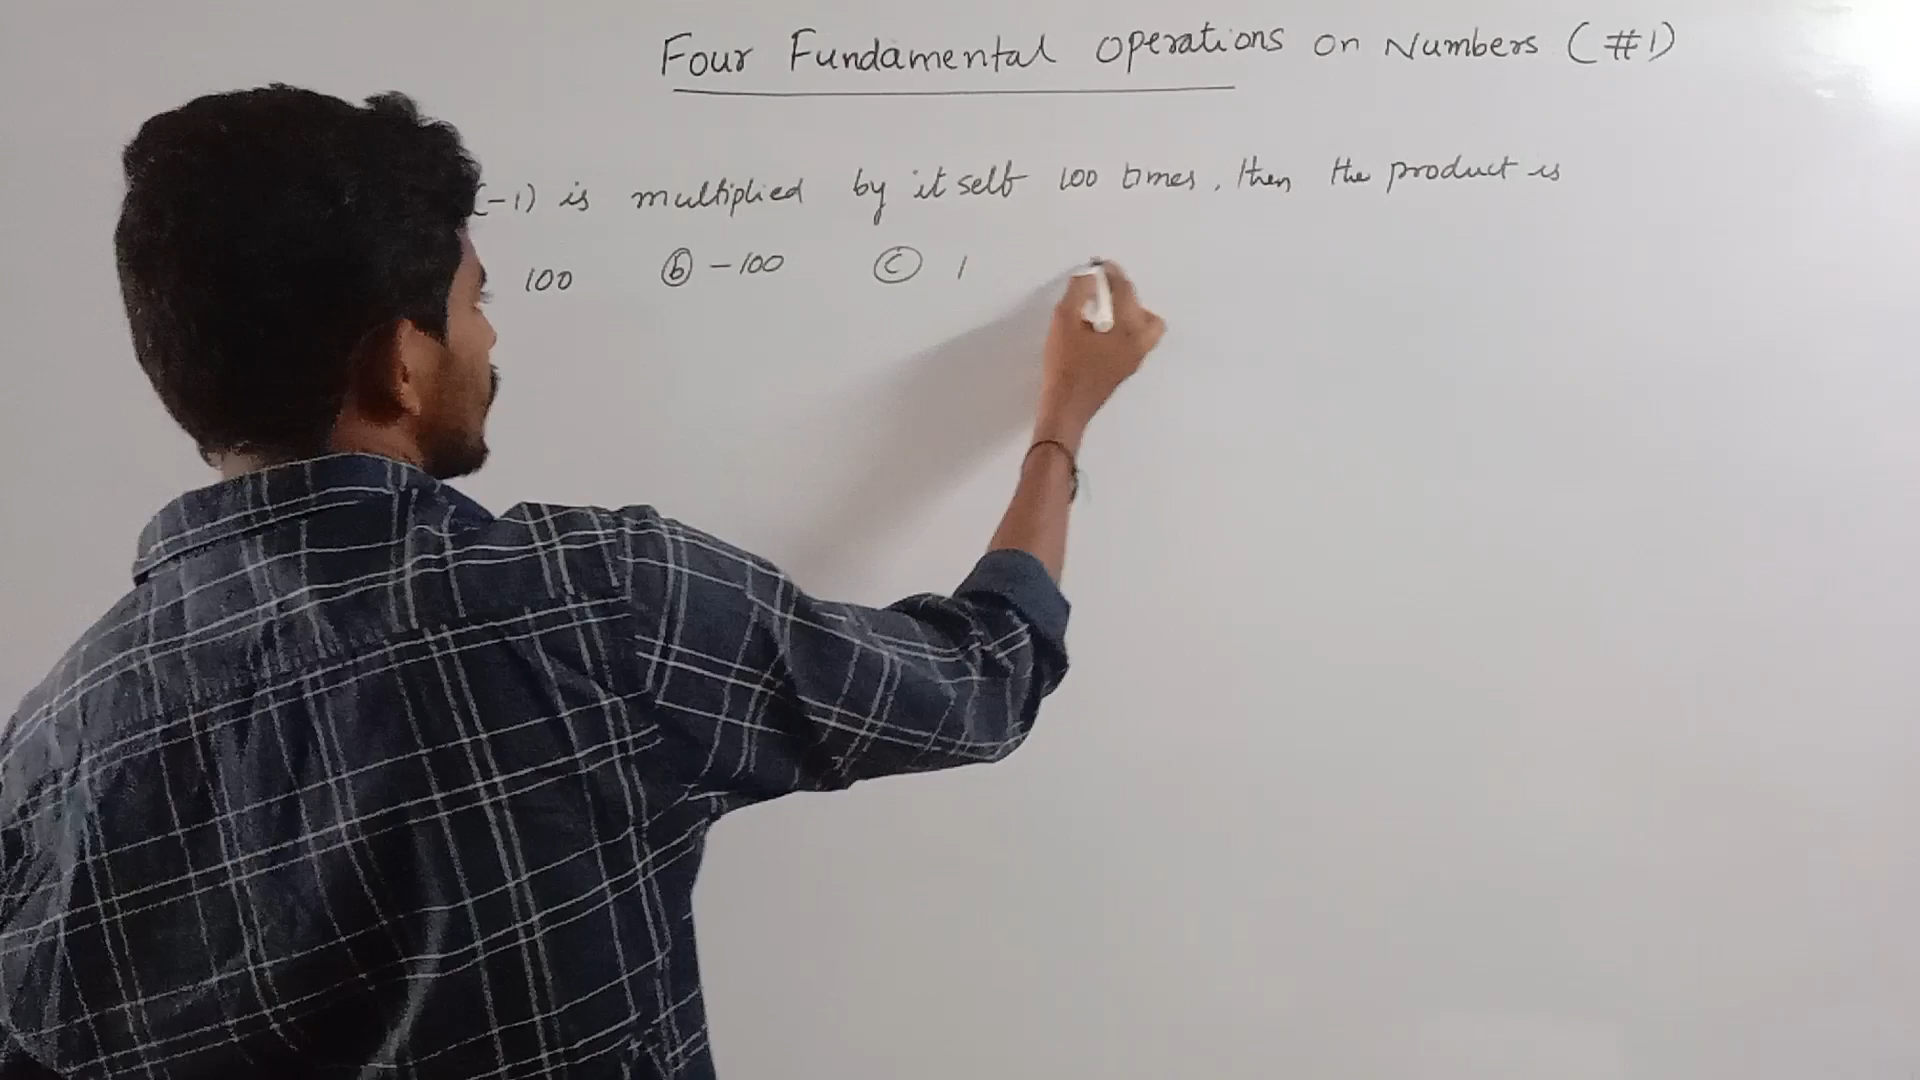 Four Fundamental Operations on Numbers (#1)
(-1) is multiplied by itself 100 times, then the product is
100 ⓑ -100 ⓒ 1